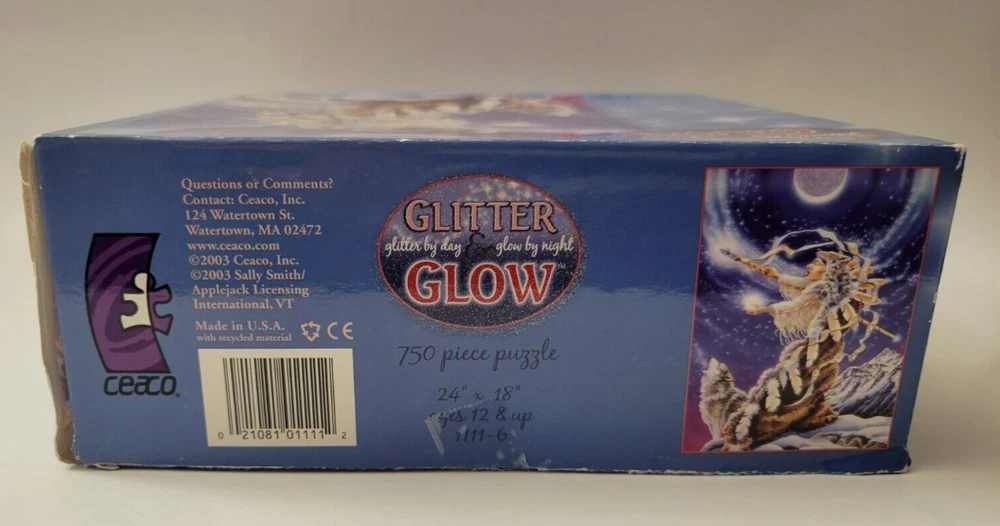 Questions or Comments?
Contact: Ceaco, Inc.
124 Watertown St.
Watertown, MA 02472
www.ceaco.com
©2003 Ceaco, Inc.
©2003 Sally Smith/
Applejack Licensing
International, VT
Made in U.S.A.
with recycled material
CE
ceaco
0 21081 01111 2
GLITTER
glitter by day & glow by night
GLOW
750 piece puzzle
24" x 18"
ages 12 & up
1111-6